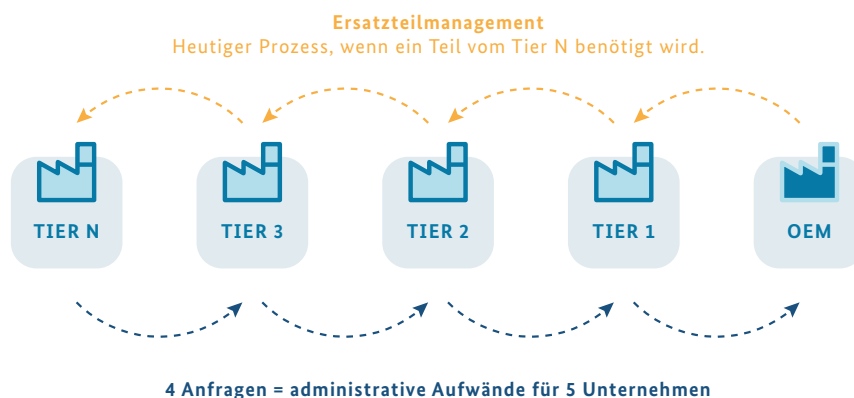 Ersatzteilmanagement
Heutiger Prozess, wenn ein Teil vom Tier N benötigt wird.
TIER N
TIER 3
TIER 2
TIER 1
OEM
4 Anfragen = administrative Aufwände für 5 Unternehmen